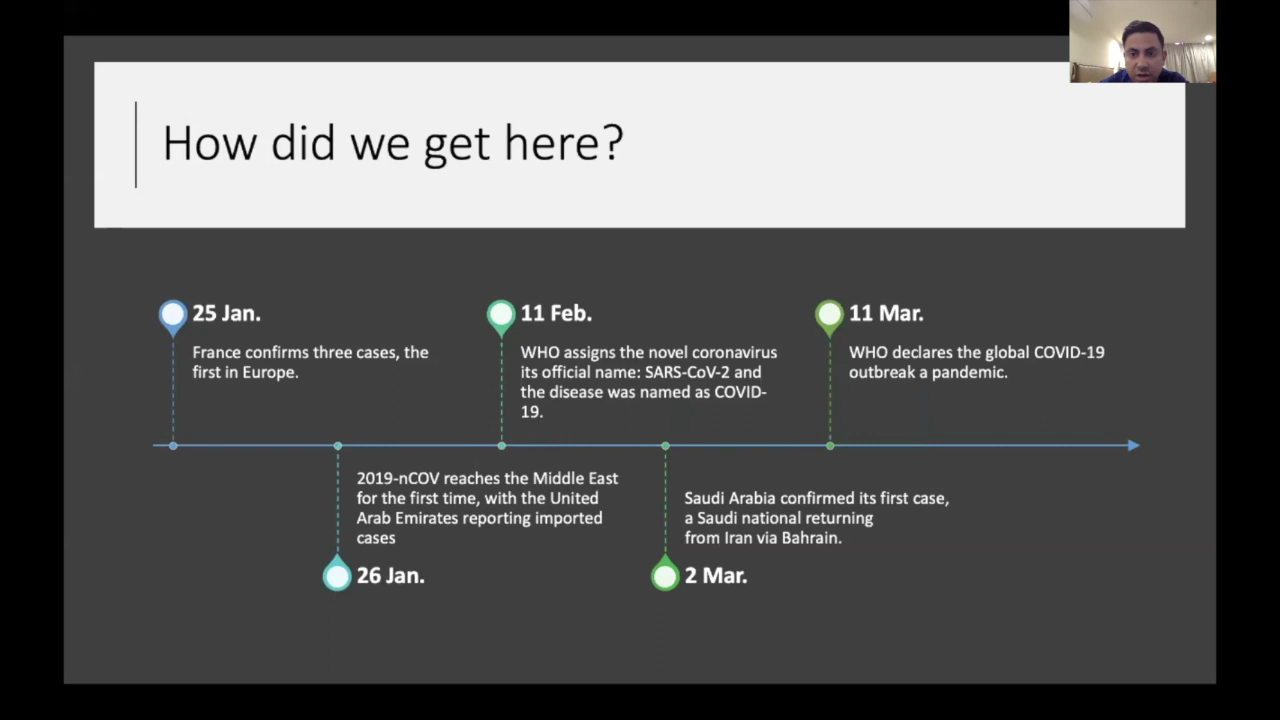 How did we get here?
25 Jan.
France confirms three cases, the
first in Europe.
11 Feb.
WHO assigns the novel coronavirus
its official name: SARS-CoV-2 and
the disease was named as COVID-
19.
11 Mar.
WHO declares the global COVID-19
outbreak a pandemic.
2019-nCOV reaches the Middle East
for the first time, with the United
Arab Emirates reporting imported
cases
26 Jan.
Saudi Arabia confirmed its first case,
a Saudi national returning
from Iran via Bahrain.
2 Mar.